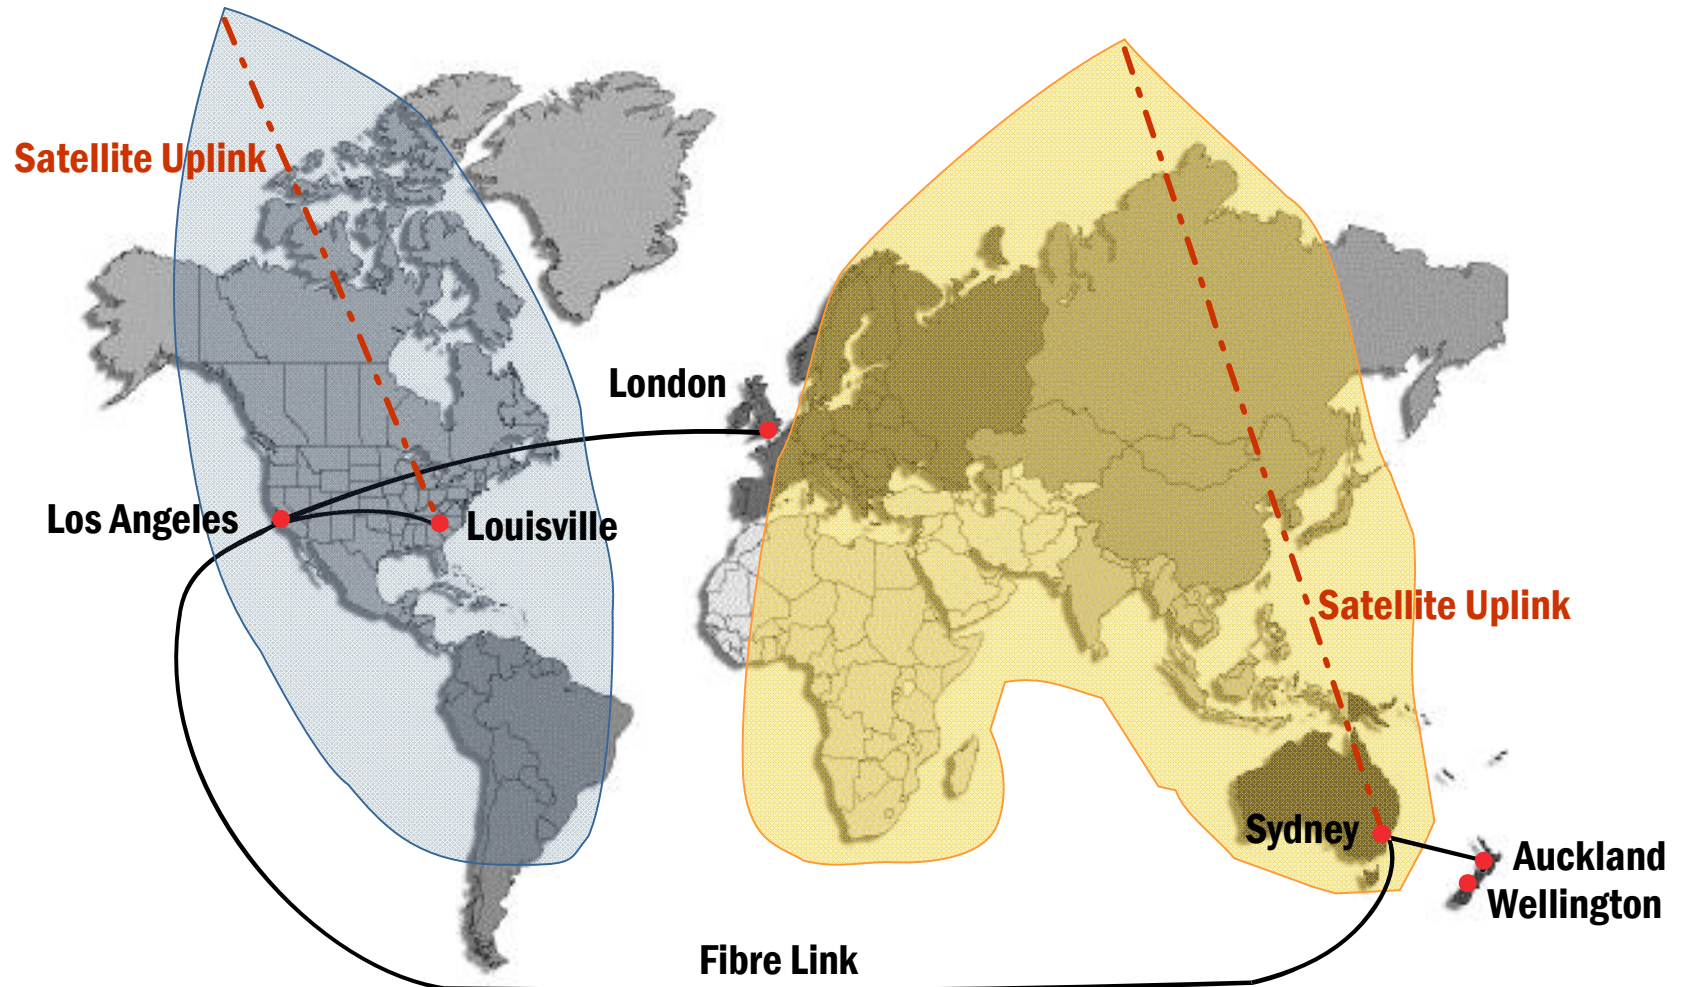 Satellite Uplink
London
Los Angeles
Louisville
Satellite Uplink
Sydney
Auckland
Wellington
Fibre Link